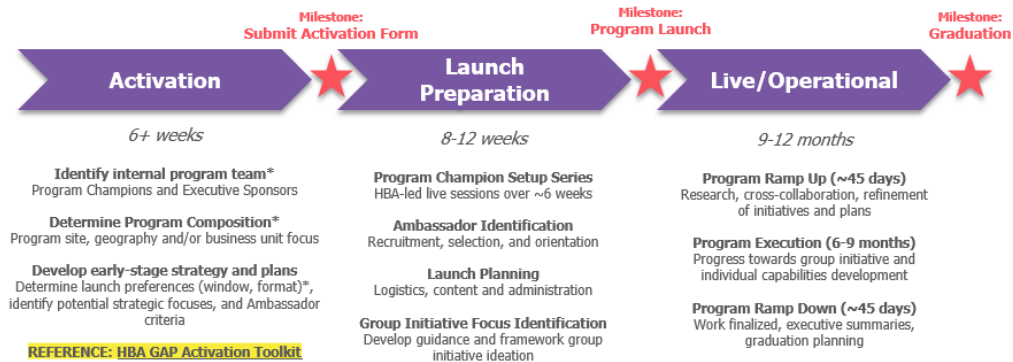 Milestone:
Submit Activation Form
Milestone:
Program Launch
Milestone:
Graduation
Activation
Launch
Preparation
Live/Operational
6+ weeks
Identify internal program team*
Program Champions and Executive Sponsors
Determine Program Composition*
Program site, geography and/or business unit focus
Develop early-stage strategy and plans
Determine launch preferences (window, format)*,
identify potential strategic focuses, and Ambassador
criteria
REFERENCE: HBA GAP Activation Toolkit
8-12 weeks
Program Champion Setup Series
HBA-led live sessions over ~6 weeks
Ambassador Identification
Recruitment, selection, and orientation
Launch Planning
Logistics, content and administration
Group Initiative Focus Identification
Develop guidance and framework group
initiative ideation
9-12 months
Program Ramp Up (~45 days)
Research, cross-collaboration, refinement
of initiatives and plans
Program Execution (6-9 months)
Progress towards group initiative and
individual capabilities development
Program Ramp Down (~45 days)
Work finalized, executive summaries,
graduation planning